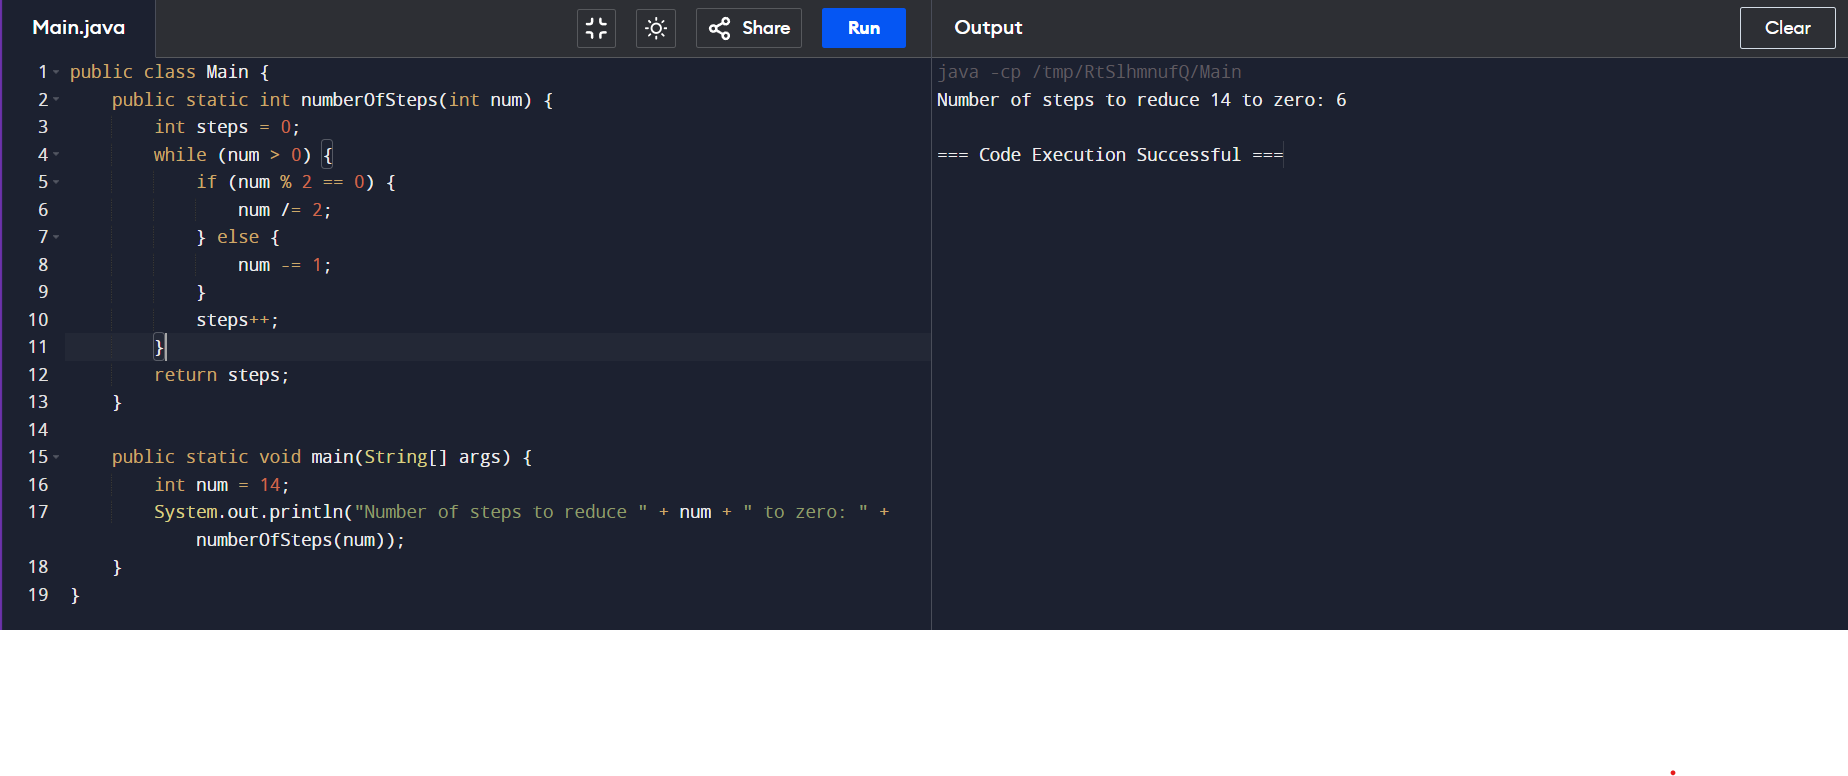 Main.java
Share
Run
Output
Clear
1 public class Main {
2     public static int numberOfSteps(int num) {
3         int steps = 0;
4         while (num > 0) {
5             if (num % 2 == 0) {
6                 num /= 2;
7             } else {
8                 num -= 1;
9             }
10             steps++;
11         }
12         return steps;
13     }
14
15     public static void main(String[] args) {
16         int num = 14;
17         System.out.println("Number of steps to reduce " + num + " to zero: " +
            numberOfSteps(num));
18     }
19 }
java -cp /tmp/RtSlhmnufQ/Main
Number of steps to reduce 14 to zero: 6
=== Code Execution Successful ===